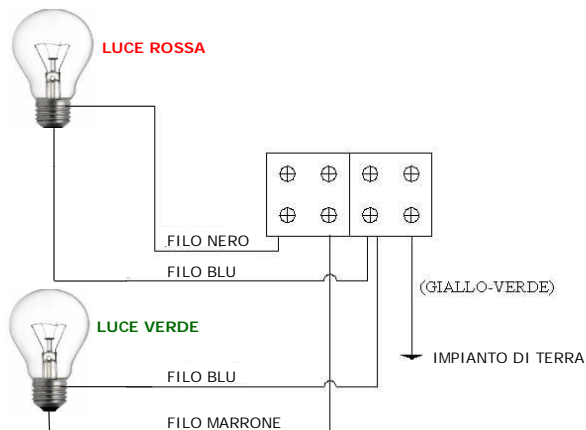 LUCE ROSSA
FILO NERO
FILO BLU
(GIALLO-VERDE)
LUCE VERDE
IMPIANTO DI TERRA
FILO BLU
FILO MARRONE